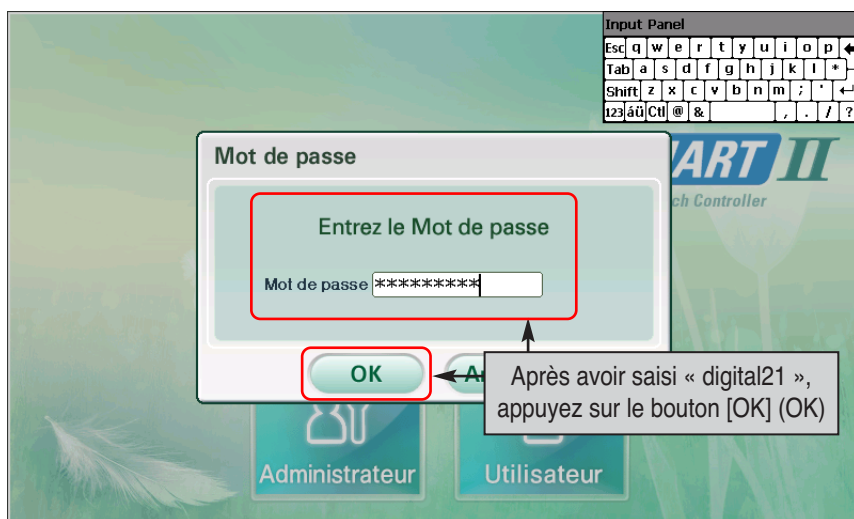 Input Panel
Esc q w e r t y u i o p
Tab a s d f g h j k l *
Shift z x c v b n m ; '
123 áü Ctl @ & , . / ?
Mot de passe
ART II
ch Controller
Entrez le Mot de passe
Mot de passe *********
OK
Après avoir saisi « digital21 »,
appuyez sur le bouton [OK] (OK)
Administrateur
Utilisateur